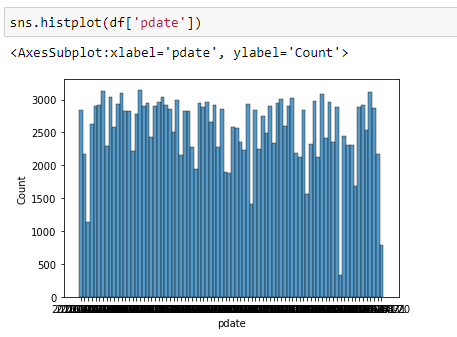 sns.histplot(df['pdate'])
<AxesSubplot:xlabel='pdate', ylabel='Count'>
3000
2500
2000
1500
1000
500
0
Count
pdate